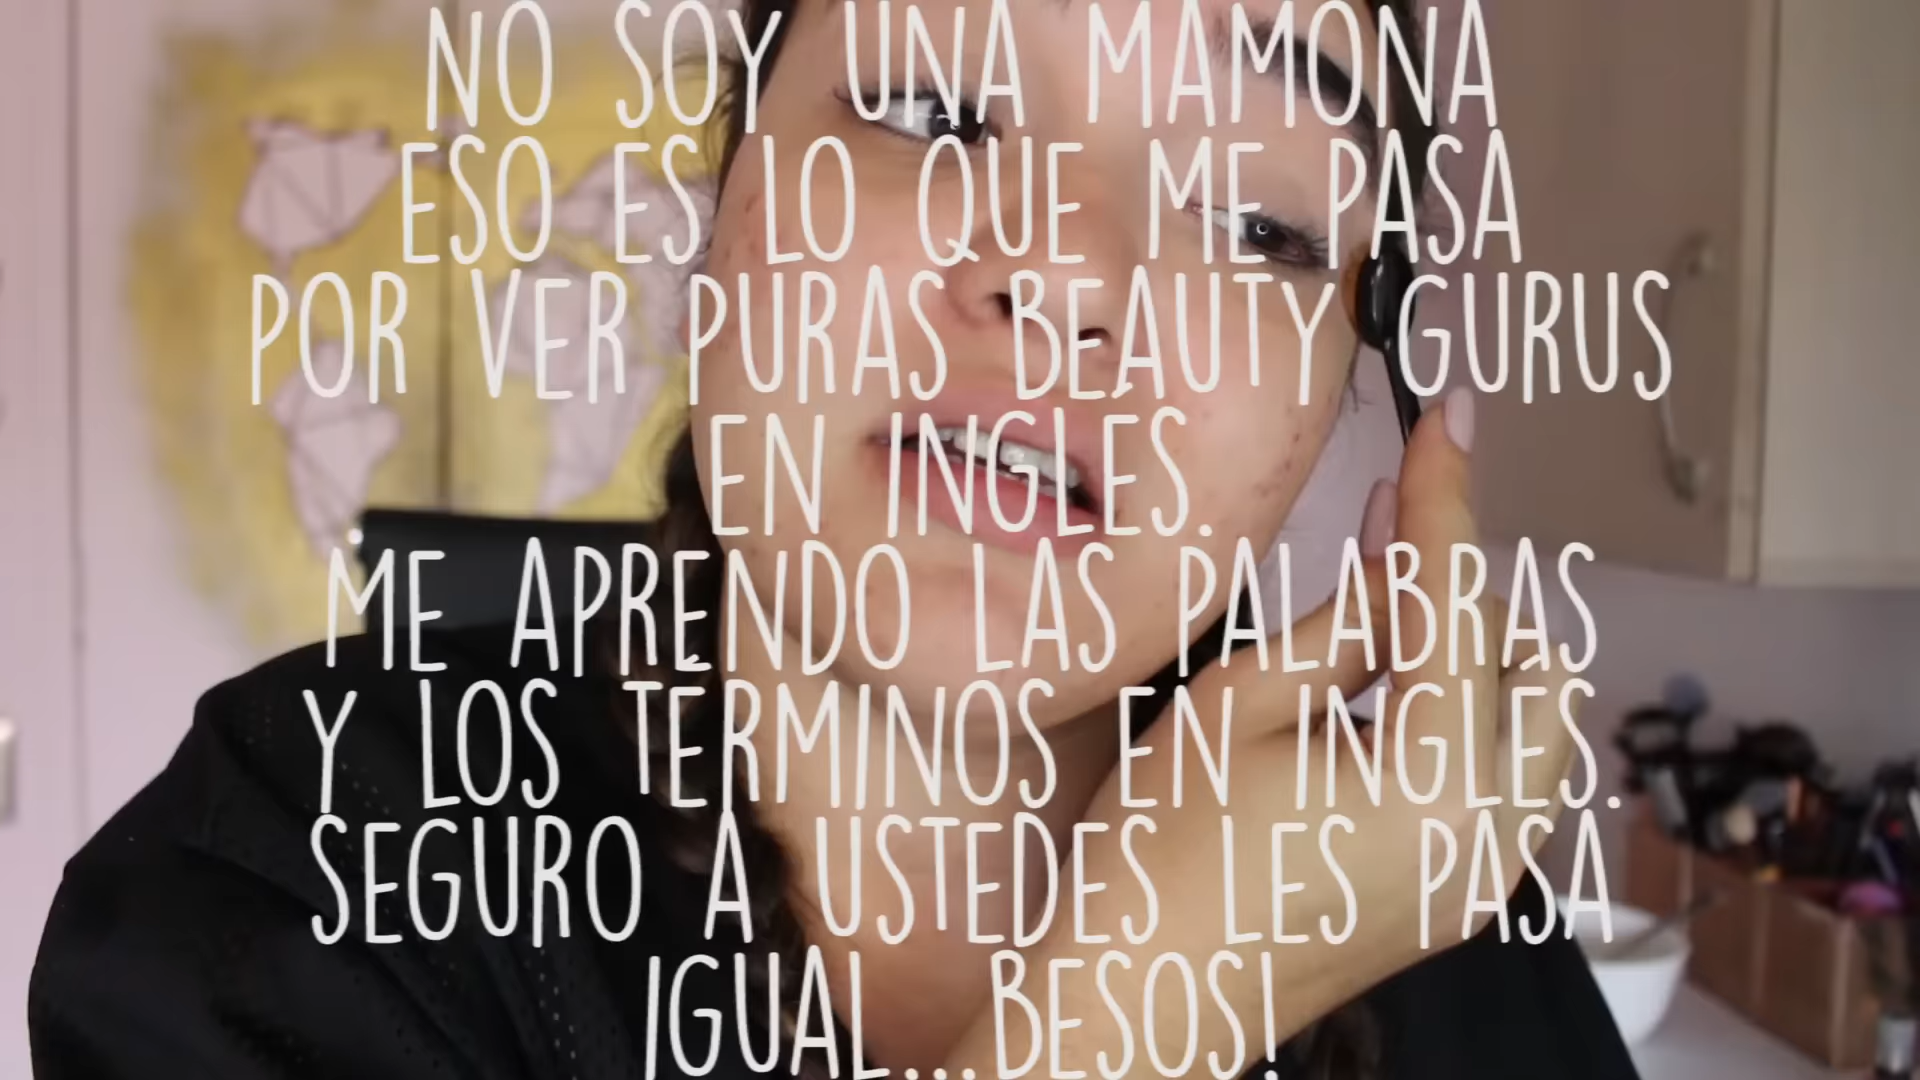 NO SOY UNA MAMONA
ESO ES LO QUE ME PASA
POR VER PURAS BEAUTY GURUS
EN INGLÉS.
ME APRENDO LAS PALABRAS
Y LOS TÉRMINOS EN INGLÉS.
SEGURO A USTEDES LES PASA
IGUAL...BESOS!